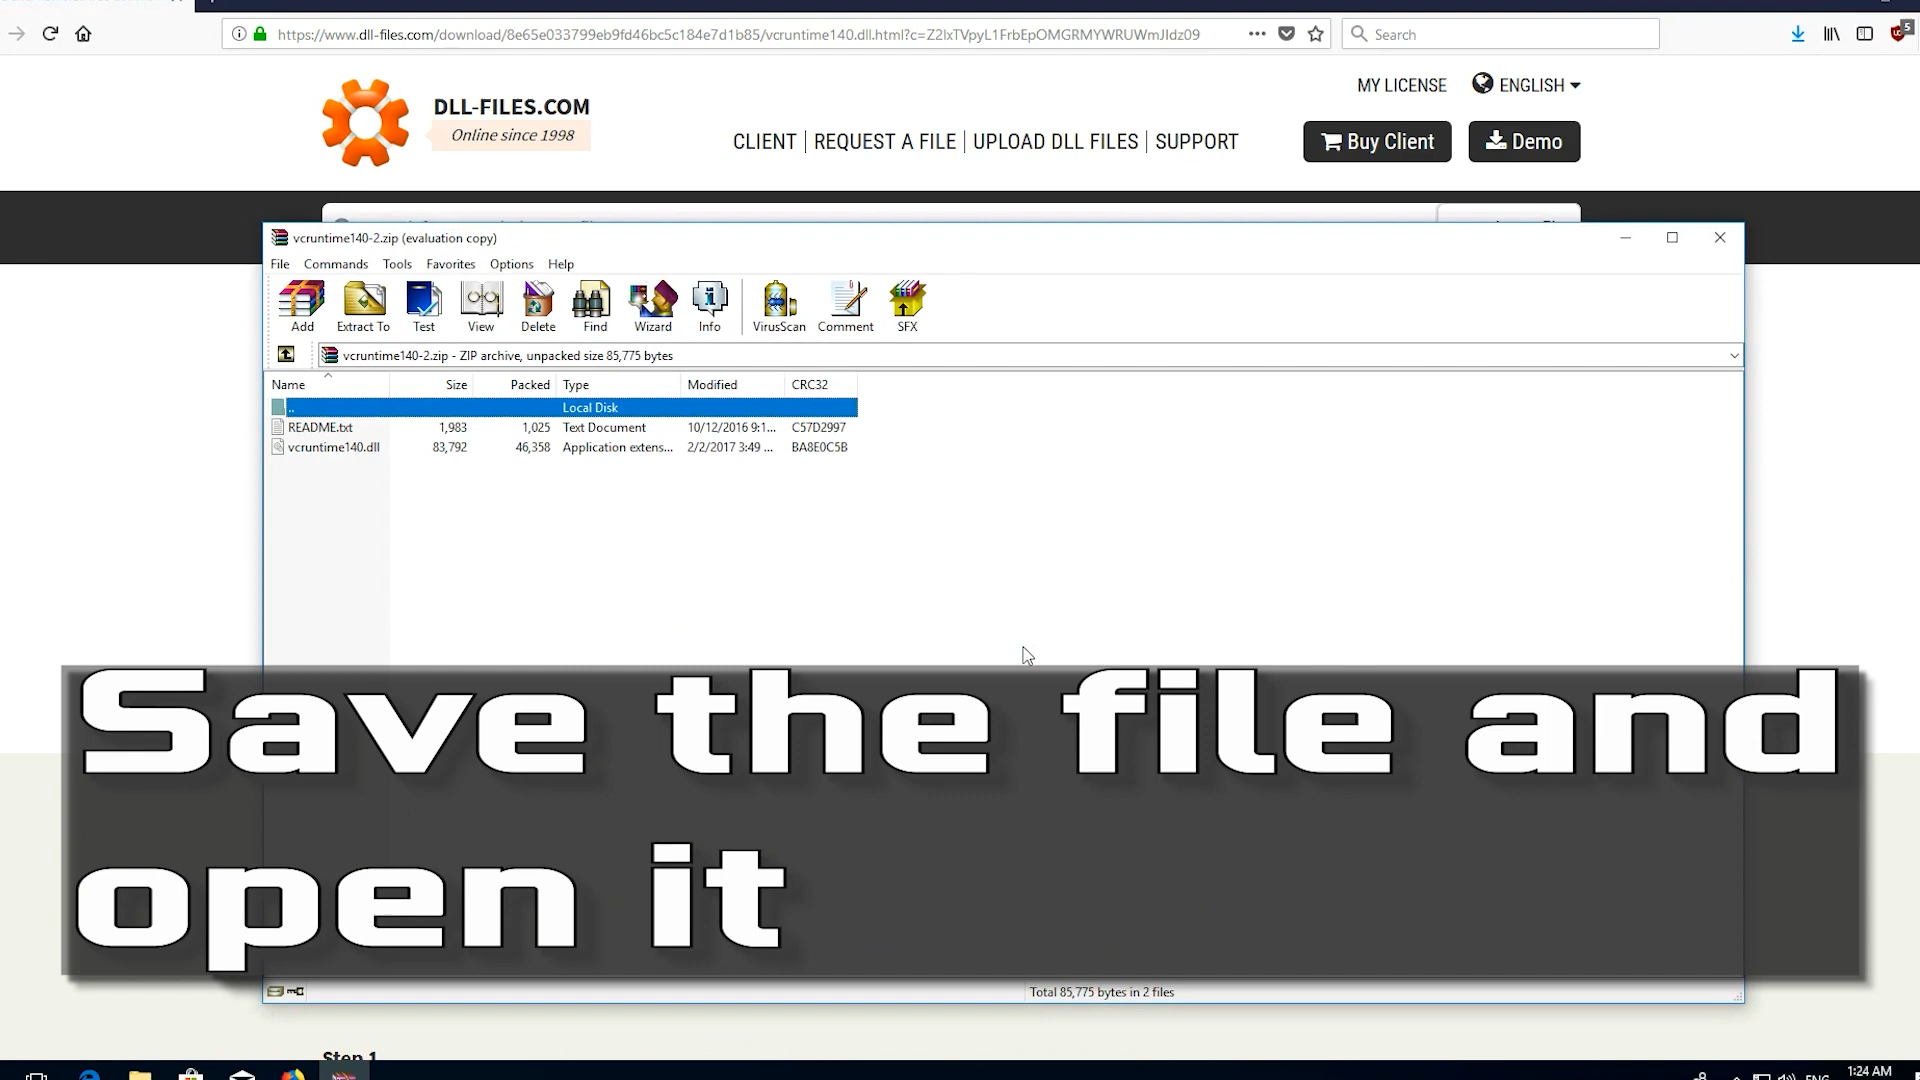 https://www.dll-files.com/download/8e65e033799eb9fd46bc5c184e7d1b85/vcruntime140.dll.html?c=Z2lxTVpyL1FrbEpOMGRMYWRUWmJIdz09
Search
5
MY LICENSE
ENGLISH
DLL-FILES.COM
Online since 1998
CLIENT | REQUEST A FILE | UPLOAD DLL FILES | SUPPORT
Buy Client
Demo
vcruntime140-2.zip (evaluation copy)
File Commands Tools Favorites Options Help
Add Extract To Test View Delete Find Wizard Info VirusScan Comment SFX
vcruntime140-2.zip - ZIP archive, unpacked size 85,775 bytes
Name Size Packed Type Modified CRC32
.. Local Disk
README.txt 1,983 1,025 Text Document 10/12/2016 9:1... C57D2997
vcruntime140.dll 83,792 46,358 Application extens... 2/2/2017 3:49 ... BA8E0C5B
Save the file and
open it
Total 85,775 bytes in 2 files
Step 1
ENG
1:24 AM